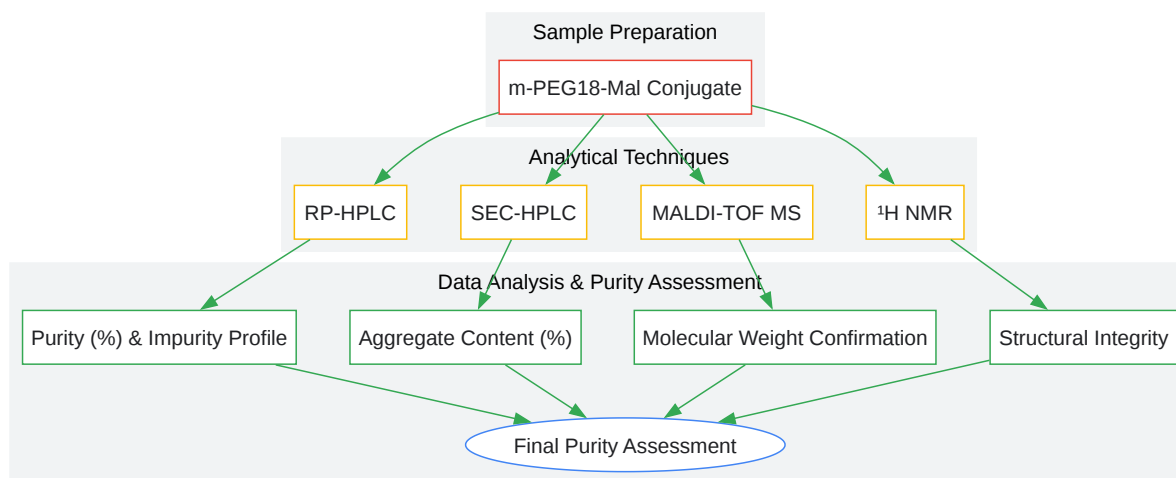 Sample Preparation
m-PEG18-Mal Conjugate
Analytical Techniques
RP-HPLC
SEC-HPLC
MALDI-TOF MS
¹H NMR
Data Analysis & Purity Assessment
Purity (%) & Impurity Profile
Aggregate Content (%)
Molecular Weight Confirmation
Structural Integrity
Final Purity Assessment